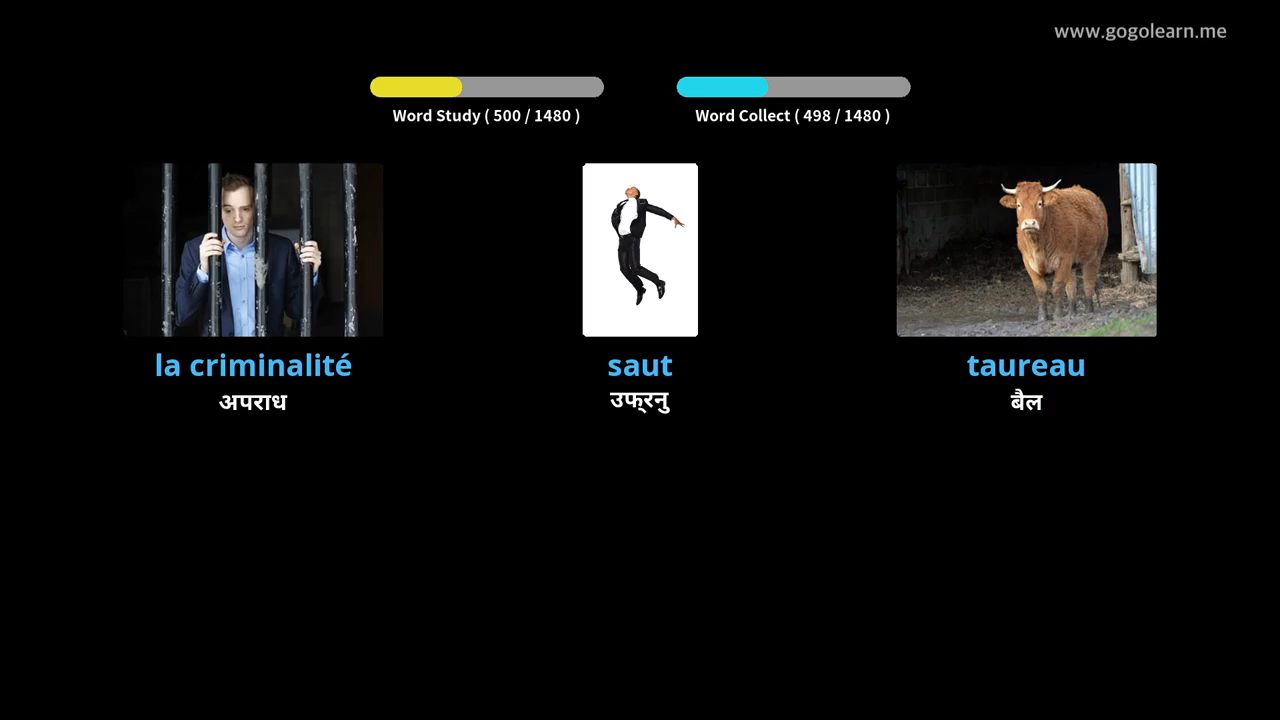 www.gogolearn.me
Word Study ( 500 / 1480 )
Word Collect ( 498 / 1480 )
la criminalité
saut
taureau
अपराध
उफ्रनु
बैल